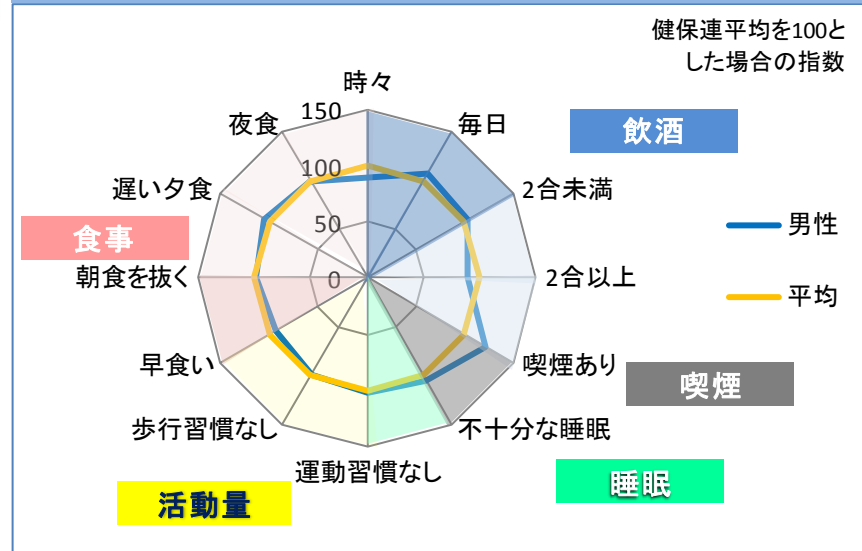 健保連平均を100と
した場合の指数
時々
150
夜食
毎日
飲酒
100
遅い夕食
2合未満
50
男性
食事
朝食を抜く
0
2合以上
平均
早食い
喫煙あり
喫煙
歩行習慣なし
不十分な睡眠
運動習慣なし
睡眠
活動量